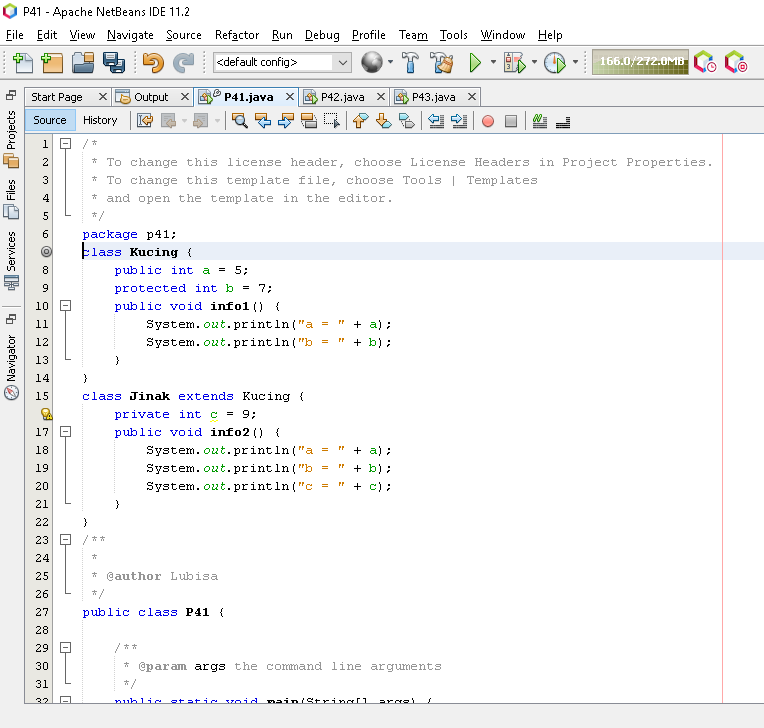 P41 - Apache NetBeans IDE 11.2
File Edit View Navigate Source Refactor Run Debug Profile Team Tools Window Help
<default config> 166.0/272.0MB
Start Page Output P41.java P42.java P43.java
Source History
Projects
Files
Services
Navigator
1 /*
2 * To change this license header, choose License Headers in Project Properties.
3 * To change this template file, choose Tools | Templates
4 * and open the template in the editor.
5 */
6 package p41;
class Kucing {
8 public int a = 5;
9 protected int b = 7;
10 public void info1() {
11 System.out.println("a = " + a);
12 System.out.println("b = " + b);
13 }
14 }
15 class Jinak extends Kucing {
private int c = 9;
17 public void info2() {
18 System.out.println("a = " + a);
19 System.out.println("b = " + b);
20 System.out.println("c = " + c);
21 }
22 }
23 /**
24 *
25 * @author Lubisa
26 */
27 public class P41 {
28
29 /**
30 * @param args the command line arguments
31 */
32 public static void main(String[] args) {